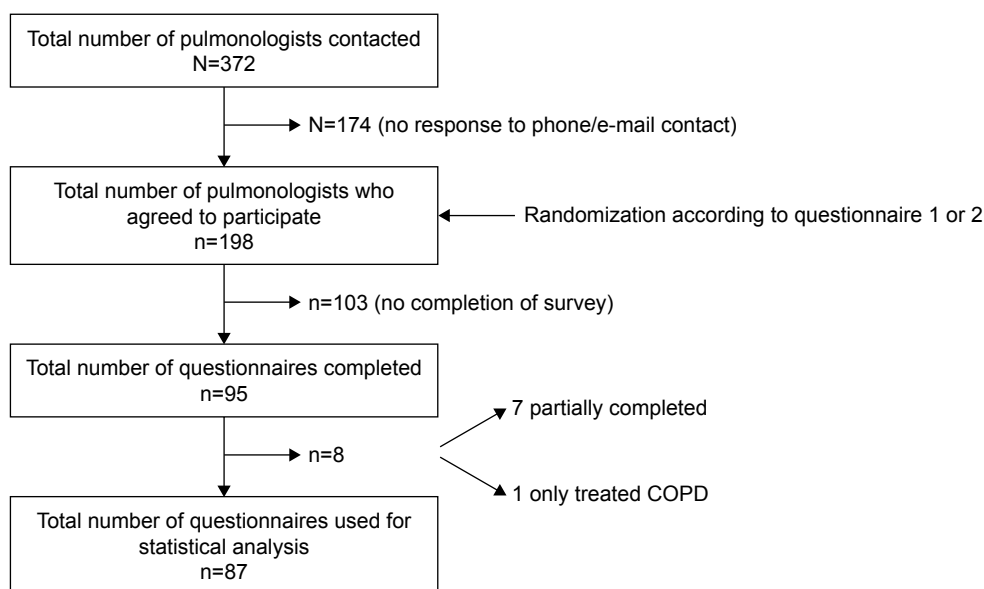 Total number of pulmonologists contacted
N=372
N=174 (no response to phone/e-mail contact)
Total number of pulmonologists who
agreed to participate
n=198
Randomization according to questionnaire 1 or 2
n=103 (no completion of survey)
Total number of questionnaires completed
n=95
7 partially completed
n=8
1 only treated COPD
Total number of questionnaires used for
statistical analysis
n=87